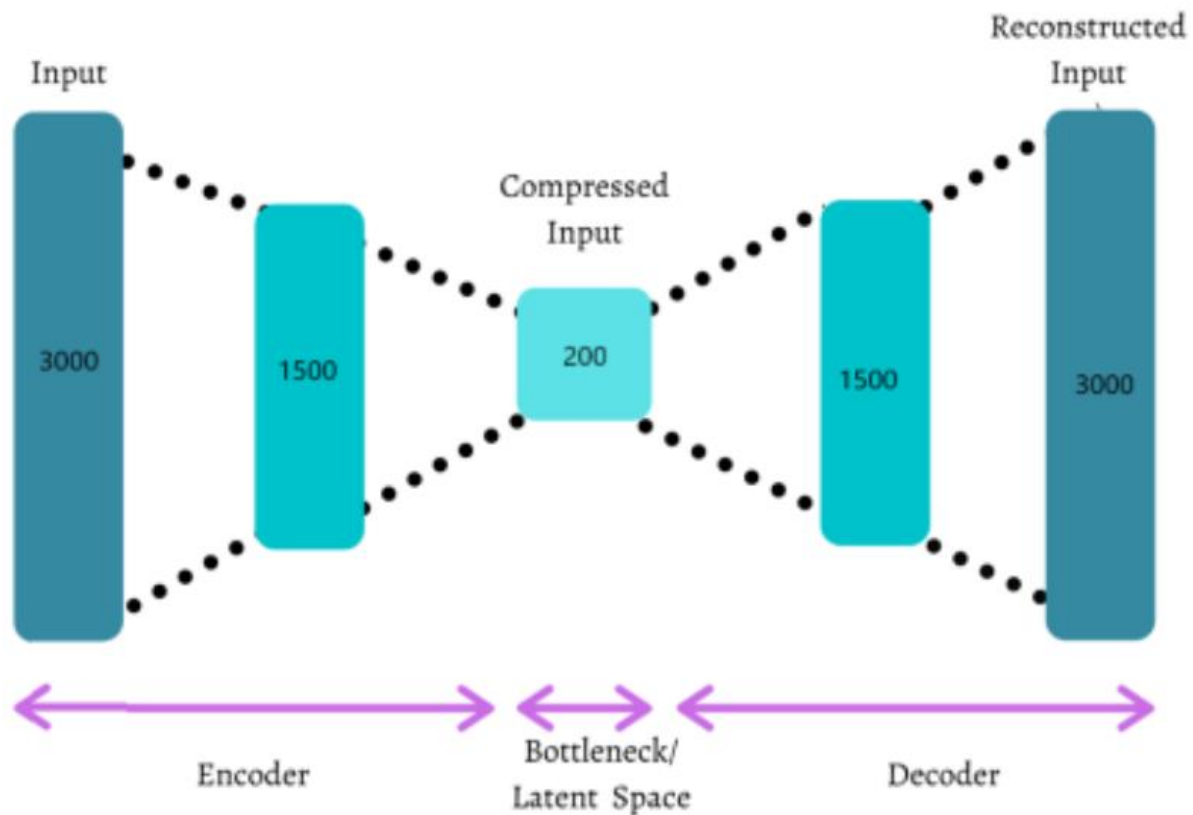 Input
Reconstructed
Input
Compressed
Input
3000
1500
200
1500
3000
Encoder
Bottleneck/
Latent Space
Decoder